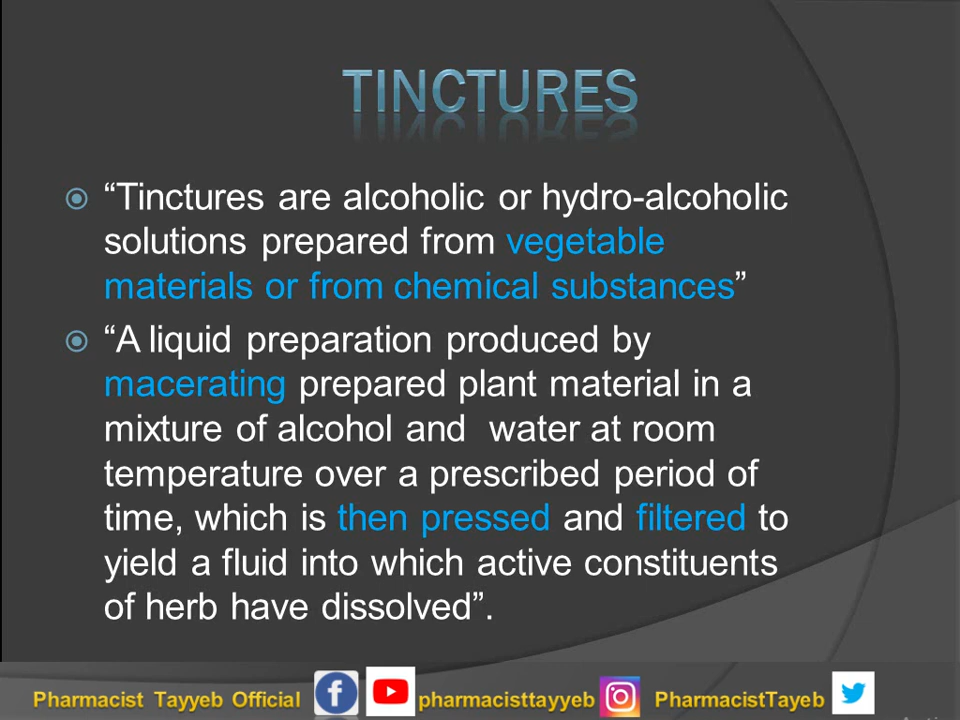 TINCTURES
“Tinctures are alcoholic or hydro-alcoholic
solutions prepared from vegetable
materials or from chemical substances”
“A liquid preparation produced by
macerating prepared plant material in a
mixture of alcohol and  water at room
temperature over a prescribed period of
time, which is then pressed and filtered to
yield a fluid into which active constituents
of herb have dissolved”.
Pharmacist Tayyeb Official pharmacisttayyeb PharmacistTayeb